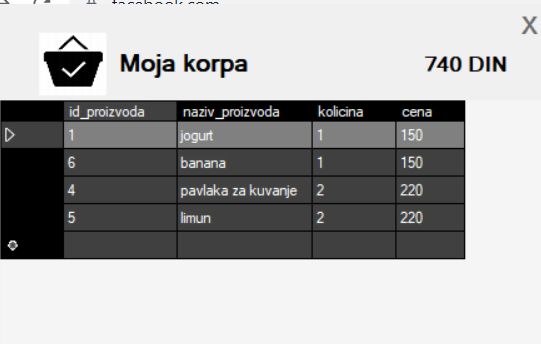 facebook.com
X
Moja korpa 740 DIN
id_proizvoda naziv_proizvoda kolicina cena
1 jogurt 1 150
6 banana 1 150
4 pavlaka za kuvanje 2 220
5 limun 2 220